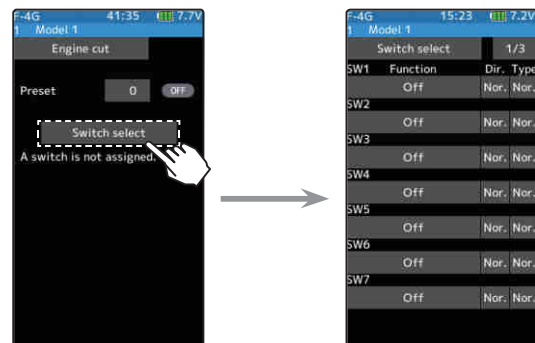 F-4G 41:35 7.7V
1 Model 1
Engine cut
Preset 0 OFF
Switch select
A switch is not assigned.
F-4G 15:23 7.2V
1 Model 1
Switch select 1/3
SW1 Function Dir. Type
Off Nor. Nor.
SW2
Off Nor. Nor.
SW3
Off Nor. Nor.
SW4
Off Nor. Nor.
SW5
Off Nor. Nor.
SW6
Off Nor. Nor.
SW7
Off Nor. Nor.